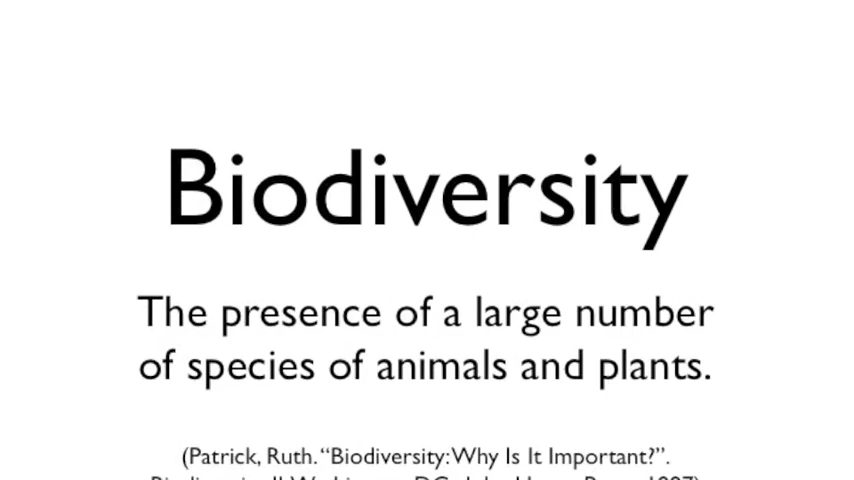 Biodiversity
The presence of a large number
of species of animals and plants.
(Patrick, Ruth. “Biodiversity: Why Is It Important?”.